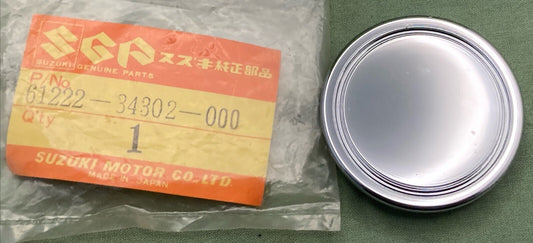 SGP スズキ純正部品
SUZUKI GENUINE PARTS
P/No.
61222-34302-000
Q'ty
1
SUZUKI MOTOR CO., LTD.
MADE IN JAPAN